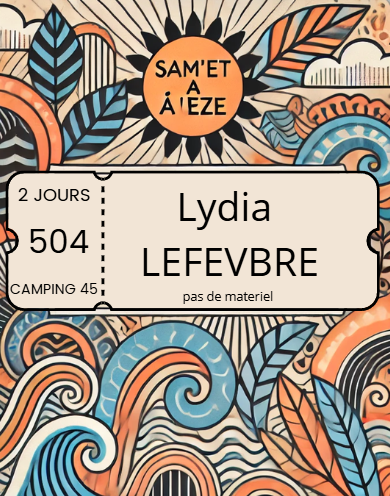 SAM'ET
A
Á'EZE
2 JOURS
504
CAMPING 45
Lydia
LEFEVBRE
pas de materiel